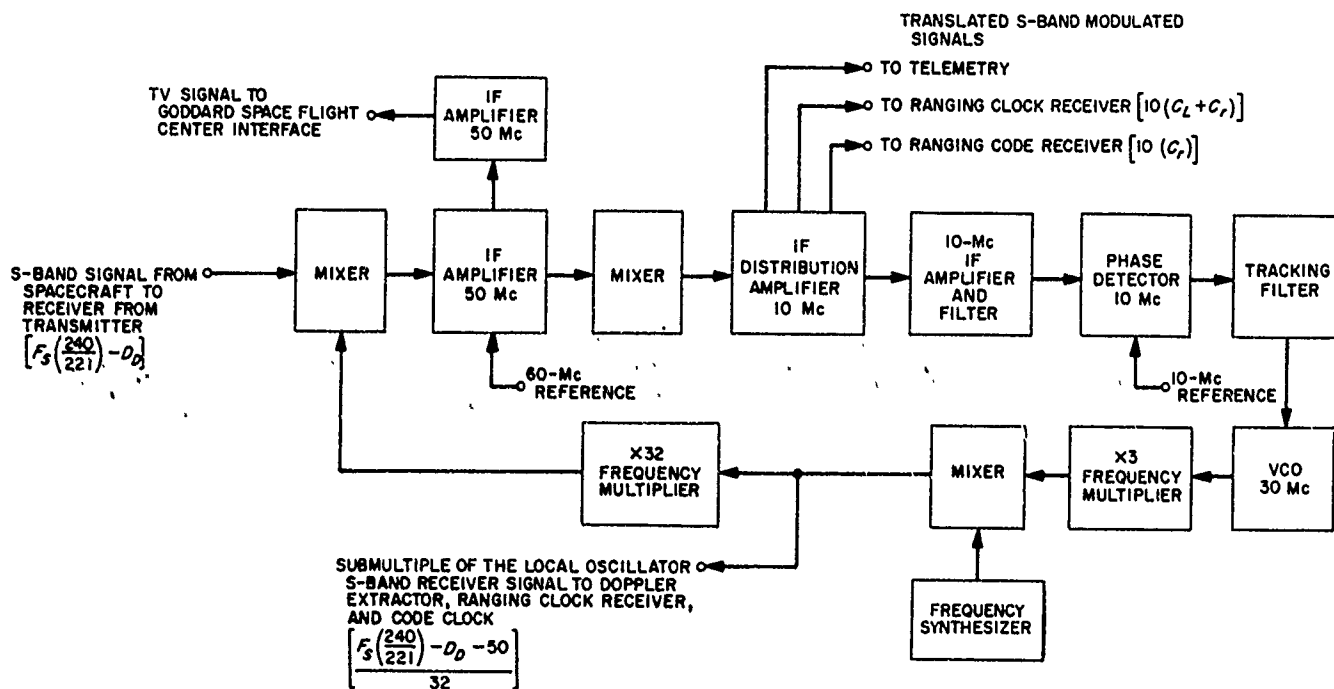 TRANSLATED S-BAND MODULATED
SIGNALS
TO TELEMETRY
TO RANGING CLOCK RECEIVER [10(C_L + C_r)]
TO RANGING CODE RECEIVER [10 (C_r)]
TV SIGNAL TO
GODDARD SPACE FLIGHT
CENTER INTERFACE
IF
AMPLIFIER
50 Mc
S-BAND SIGNAL FROM
SPACECRAFT TO
RECEIVER FROM
TRANSMITTER
[F_S(240/221) - D_D]
MIXER
IF
AMPLIFIER
50 Mc
MIXER
IF
DISTRIBUTION
AMPLIFIER
10 Mc
10-Mc
IF
AMPLIFIER
AND
FILTER
PHASE
DETECTOR
10 Mc
TRACKING
FILTER
60-Mc
REFERENCE
10-Mc
REFERENCE
×32
FREQUENCY
MULTIPLIER
MIXER
×3
FREQUENCY
MULTIPLIER
VCO
30 Mc
SUBMULTIPLE OF THE LOCAL OSCILLATOR
S-BAND RECEIVER SIGNAL TO DOPPLER
EXTRACTOR, RANGING CLOCK RECEIVER,
AND CODE CLOCK
[F_S(240/221) - D_D - 50
32]
FREQUENCY
SYNTHESIZER